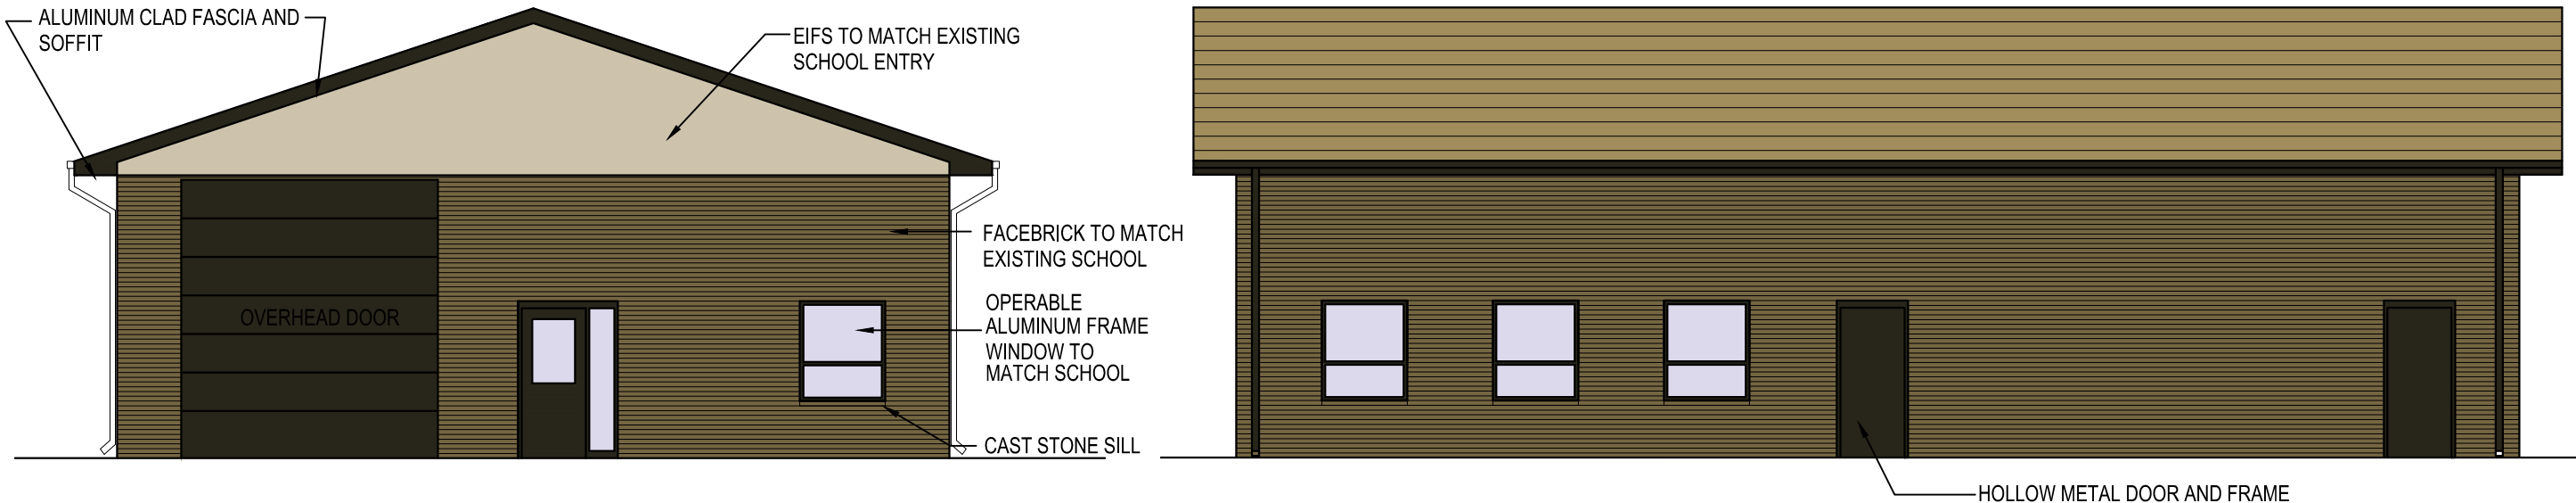 ALUMINUM CLAD FASCIA AND
SOFFIT
EIFS TO MATCH EXISTING
SCHOOL ENTRY
FACEBRICK TO MATCH
EXISTING SCHOOL
OPERABLE
ALUMINUM FRAME
WINDOW TO
MATCH SCHOOL
OVERHEAD DOOR
CAST STONE SILL
HOLLOW METAL DOOR AND FRAME